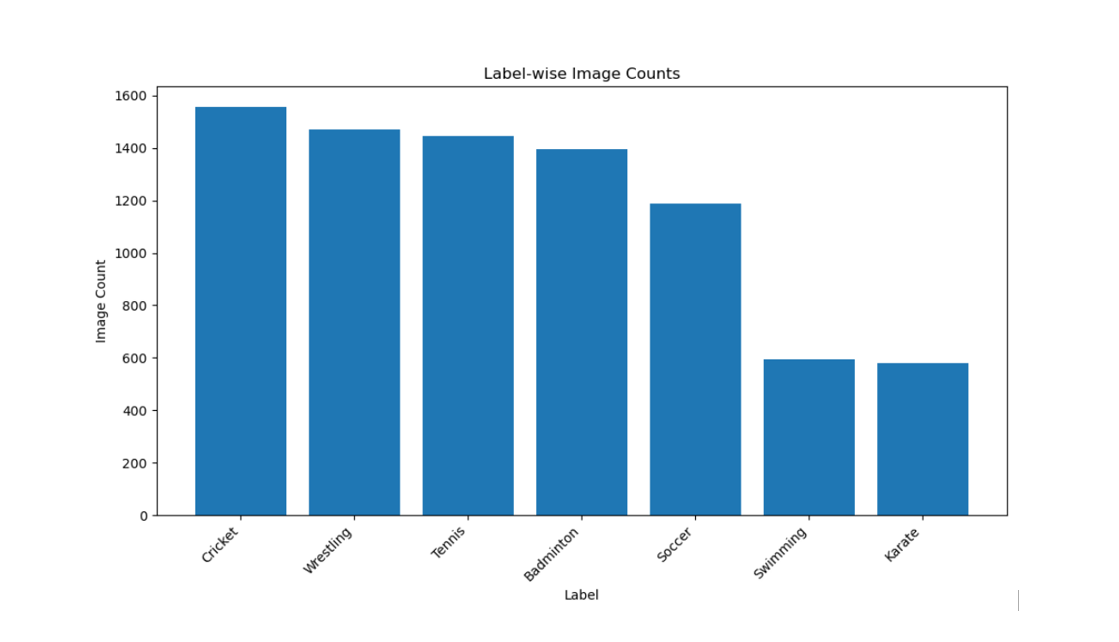 Label-wise Image Counts
1600
1400
1200
1000
800
600
400
200
0
Image Count
Cricket
Wrestling
Tennis
Badminton
Soccer
Swimming
Karate
Label